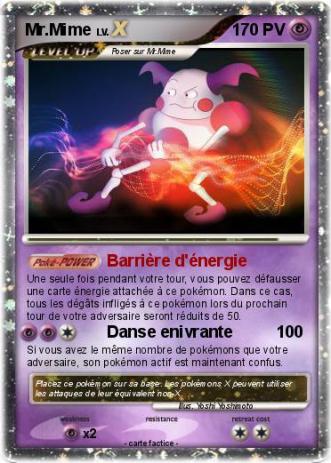 Mr.Mime LV.X 170 PV
LEVEL UP Poser sur Mr.Mime
Poké-POWER Barrière d'énergie
Une seule fois pendant votre tour, vous pouvez défausser
une carte énergie attachée à ce pokémon. Dans ce cas,
tous les dégâts infligés à ce pokémon lors du prochain
tour de votre adversaire seront réduits de 50.
Danse enivrante 100
Si vous avez le même nombre de pokémons que votre
adversaire, son pokémon actif est maintenant confus.
Placez ce pokémon sur sa base. Les pokémons X peuvent utiliser
les attaques de leur équivalent non-X
Illus. Yoshi Yoshimoto
weakness resistance retreat cost
x2
- carte factice -